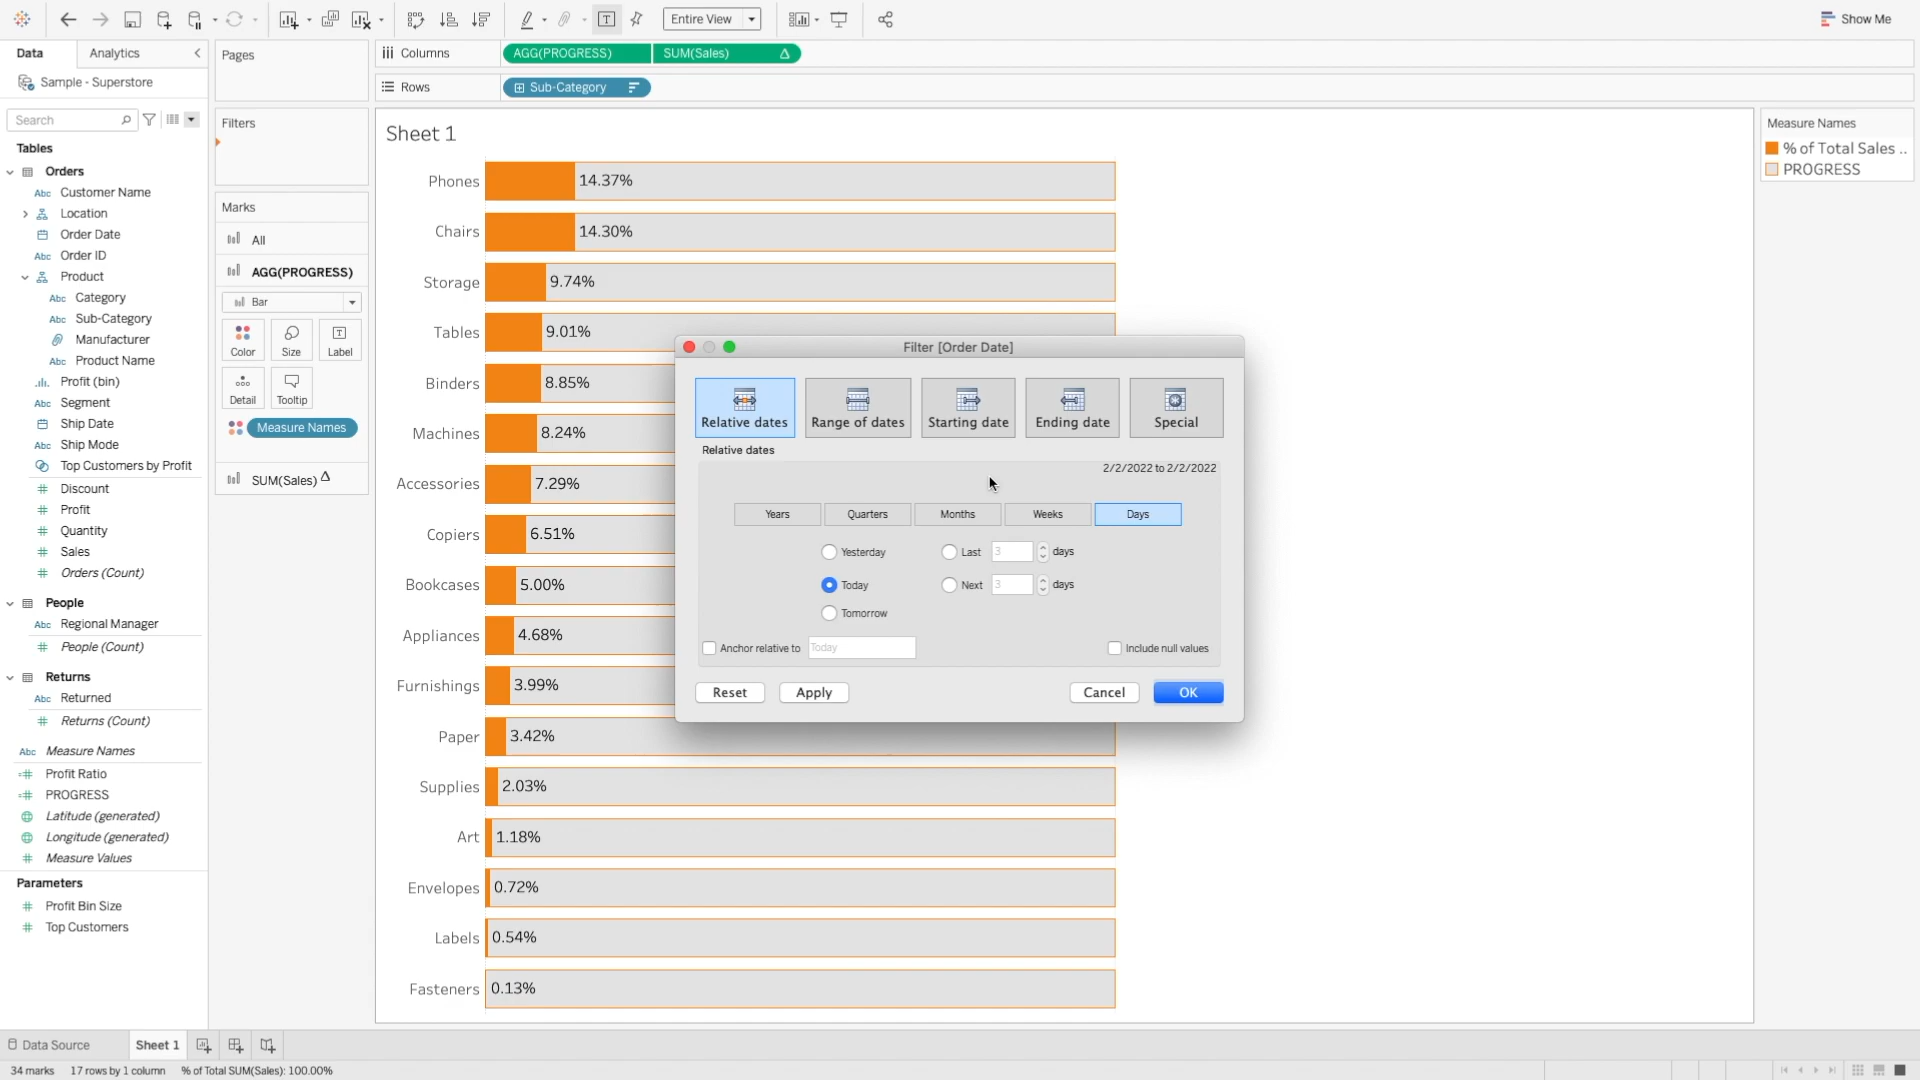 Entire View
Show Me
Data
Analytics
Pages
Columns
AGG(PROGRESS)
SUM(Sales)
Sample - Superstore
Rows
Sub-Category
Search
Filters
Sheet 1
Measure Names
% of Total Sales ..
PROGRESS
Tables
Orders
Customer Name
Location
Order Date
Order ID
Product
Category
Sub-Category
Manufacturer
Product Name
Profit (bin)
Segment
Ship Date
Ship Mode
Top Customers by Profit
Discount
Profit
Quantity
Sales
Orders (Count)
People
Regional Manager
People (Count)
Returns
Returned
Returns (Count)
Measure Names
Profit Ratio
PROGRESS
Latitude (generated)
Longitude (generated)
Measure Values
Parameters
Profit Bin Size
Top Customers
Marks
All
AGG(PROGRESS)
Bar
Color
Size
Label
Detail
Tooltip
Measure Names
SUM(Sales)
Phones 14.37%
Chairs 14.30%
Storage 9.74%
Tables 9.01%
Binders 8.85%
Machines 8.24%
Accessories 7.29%
Copiers 6.51%
Bookcases 5.00%
Appliances 4.68%
Furnishings 3.99%
Paper 3.42%
Supplies 2.03%
Art 1.18%
Envelopes 0.72%
Labels 0.54%
Fasteners 0.13%
Filter [Order Date]
Relative dates
Range of dates
Starting date
Ending date
Special
Relative dates
2/2/2022 to 2/2/2022
Years
Quarters
Months
Weeks
Days
Yesterday
Last 3 days
Today
Next 3 days
Tomorrow
Anchor relative to Today
Include null values
Reset
Apply
Cancel
OK
Data Source
Sheet 1
34 marks
17 rows by 1 column
% of Total SUM(Sales): 100.00%